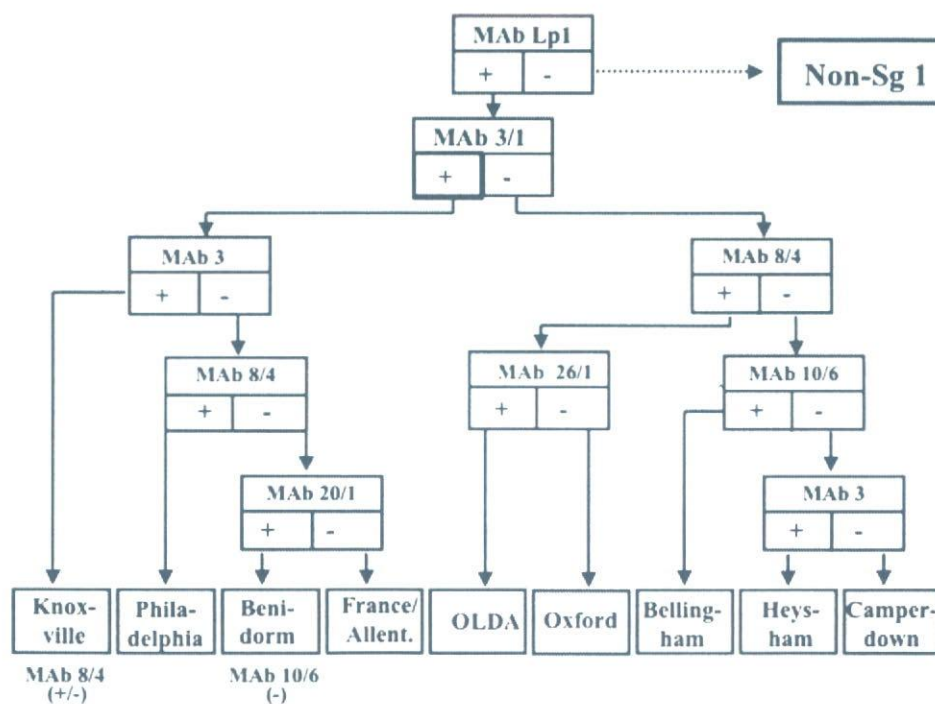 MAb Lp1
+ -
Non-Sg 1
MAb 3/1
+ -
MAb 3
+ -
MAb 8/4
+ -
MAb 8/4
+ -
MAb 26/1
+ -
MAb 10/6
+ -
MAb 20/1
+ -
MAb 3
+ -
Knox-
ville
Phila-
delphia
Beni-
dorm
France/
Allent.
OLDA
Oxford
Belling-
ham
Heys-
ham
Camper-
down
MAb 8/4
(+/-)
MAb 10/6
(-)